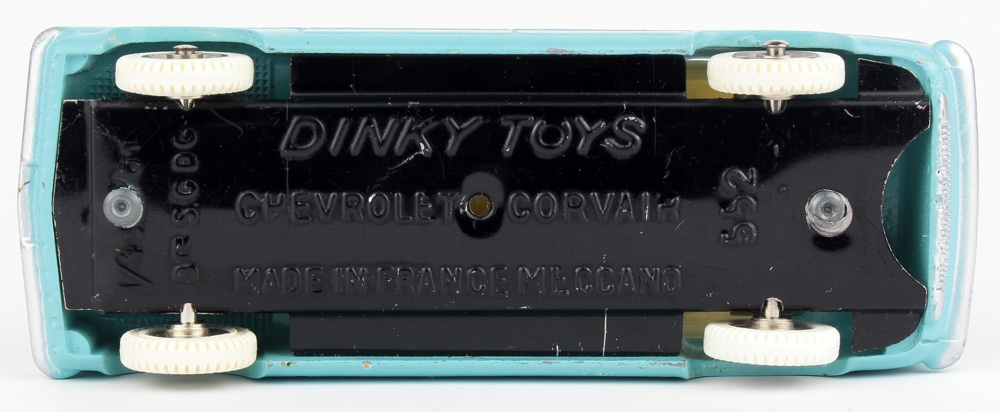 DINKY TOYS
CHEVROLET CORVAIR
MADE IN FRANCE MECCANO
552